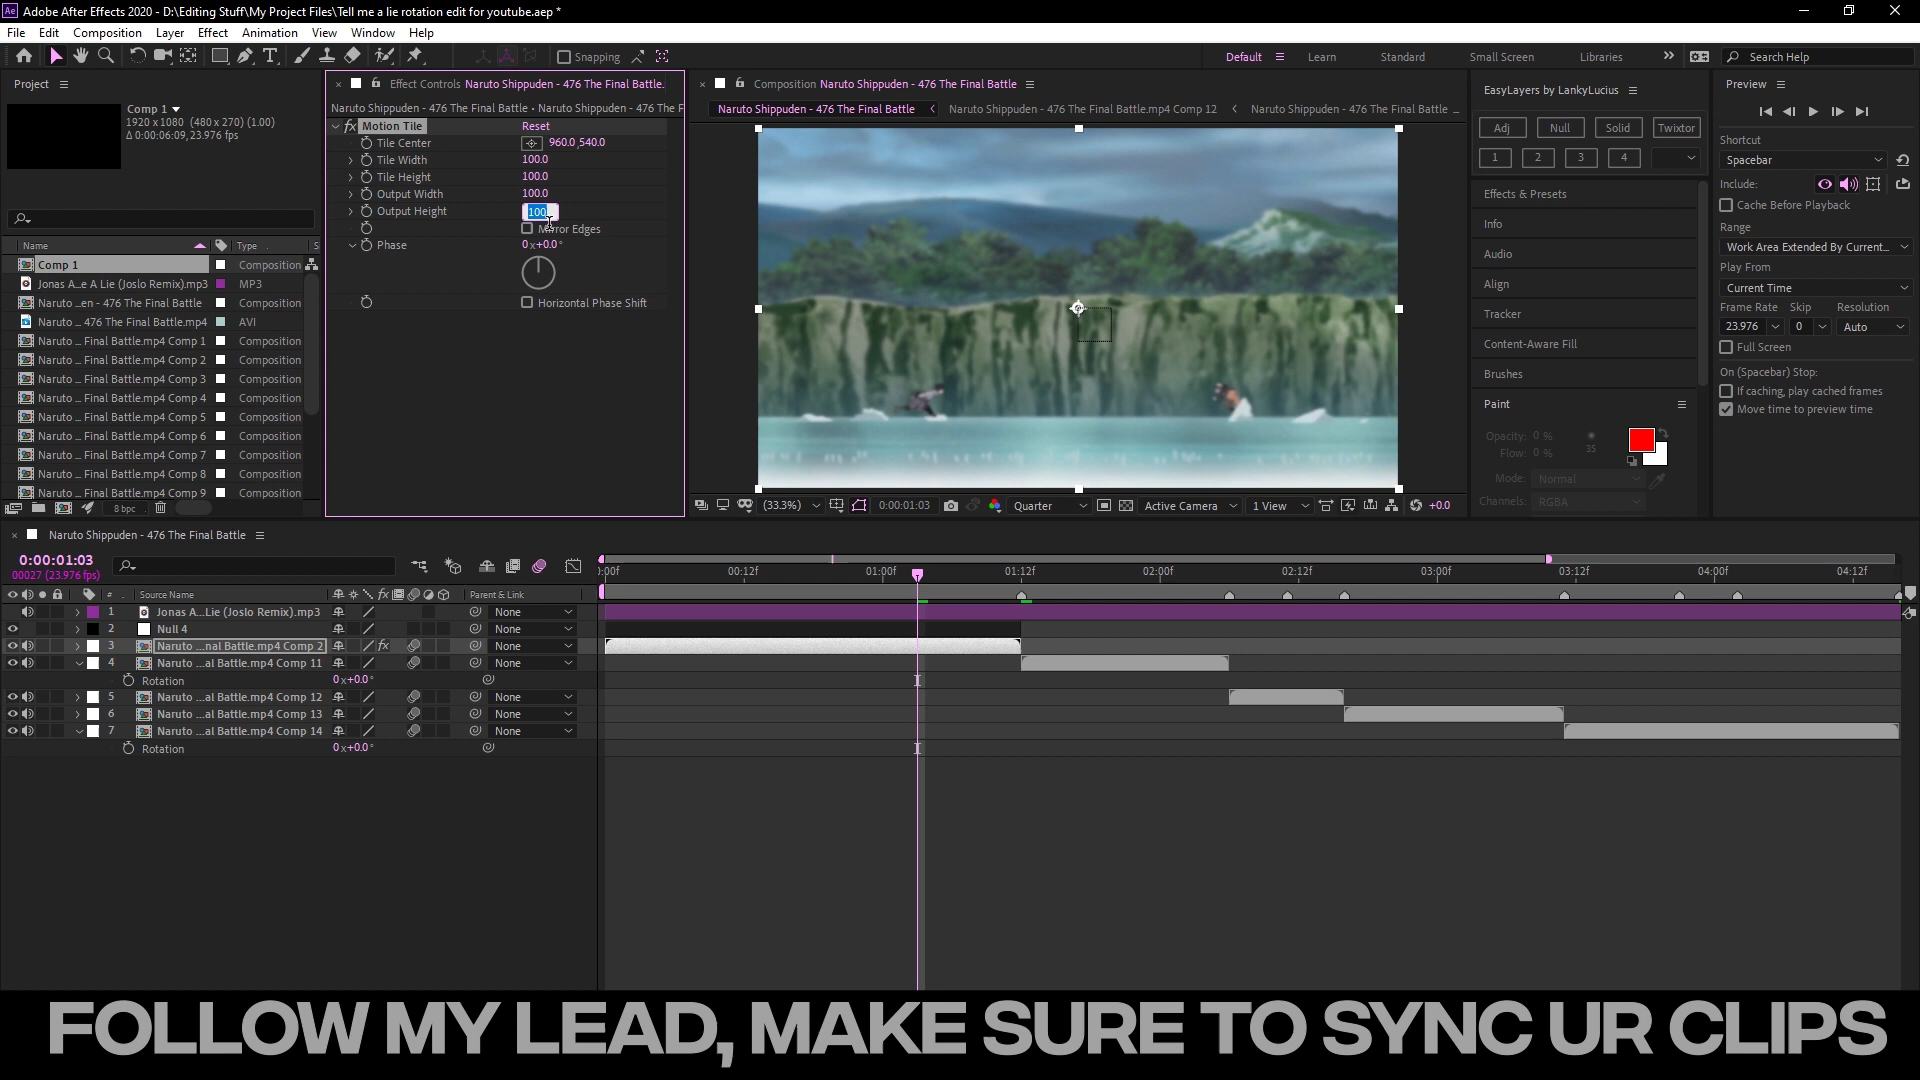 Adobe After Effects 2020 - D:\Editing Stuff\My Project Files\Tell me a lie rotation edit for youtube.aep *
File Edit Composition Layer Effect Animation View Window Help
Snapping
Default Learn Standard Small Screen Libraries Search Help
Project
Comp 1
1920 x 1080 (480 x 270) (1.00)
Δ 0:00:06:09, 23.976 fps
Name Type S
Comp 1 Composition
Jonas A...e A Lie (Joslo Remix).mp3 MP3
Naruto ...en - 476 The Final Battle Composition
Naruto ... 476 The Final Battle.mp4 AVI
Naruto ... Final Battle.mp4 Comp 1 Composition
Naruto ... Final Battle.mp4 Comp 2 Composition
Naruto ... Final Battle.mp4 Comp 3 Composition
Naruto ... Final Battle.mp4 Comp 4 Composition
Naruto ... Final Battle.mp4 Comp 5 Composition
Naruto ... Final Battle.mp4 Comp 6 Composition
Naruto ... Final Battle.mp4 Comp 7 Composition
Naruto ... Final Battle.mp4 Comp 8 Composition
Naruto ... Final Battle.mp4 Comp 9 Composition
8 bpc
Effect Controls Naruto Shippuden - 476 The Final Battle.
Naruto Shippuden - 476 The Final Battle • Naruto Shippuden - 476 The F
fx Motion Tile Reset
Tile Center 960.0,540.0
Tile Width 100.0
Tile Height 100.0
Output Width 100.0
Output Height 100
Mirror Edges
Phase 0x+0.0°
Horizontal Phase Shift
Composition Naruto Shippuden - 476 The Final Battle
Naruto Shippuden - 476 The Final Battle Naruto Shippuden - 476 The Final Battle.mp4 Comp 12 Naruto Shippuden - 476 The Final Battle ...
(33.3%) 0:00:01:03 Quarter Active Camera 1 View +0.0
EasyLayers by LankyLucius
Adj Null Solid Twixtor
1 2 3 4
Effects & Presets
Info
Audio
Align
Tracker
Content-Aware Fill
Brushes
Paint
Opacity: 0 %
Flow: 0 %
35
Mode: Normal
Channels: RGBA
Preview
Shortcut
Spacebar
Include:
Cache Before Playback
Range
Work Area Extended By Current...
Play From
Current Time
Frame Rate Skip Resolution
23.976 0 Auto
Full Screen
On (Spacebar) Stop:
If caching, play cached frames
Move time to preview time
Naruto Shippuden - 476 The Final Battle
0:00:01:03
00027 (23.976 fps)
# Source Name fx Parent & Link
1 Jonas A...Lie (Joslo Remix).mp3 None
2 Null 4 None
3 Naruto ...nal Battle.mp4 Comp 2 fx None
4 Naruto ...al Battle.mp4 Comp 11 None
Rotation 0x+0.0°
5 Naruto ...al Battle.mp4 Comp 12 None
6 Naruto ...al Battle.mp4 Comp 13 None
7 Naruto ...al Battle.mp4 Comp 14 None
Rotation 0x+0.0°
):00f 00:12f 01:00f 01:12f 02:00f 02:12f 03:00f 03:12f 04:00f 04:12f
FOLLOW MY LEAD, MAKE SURE TO SYNC UR CLIPS